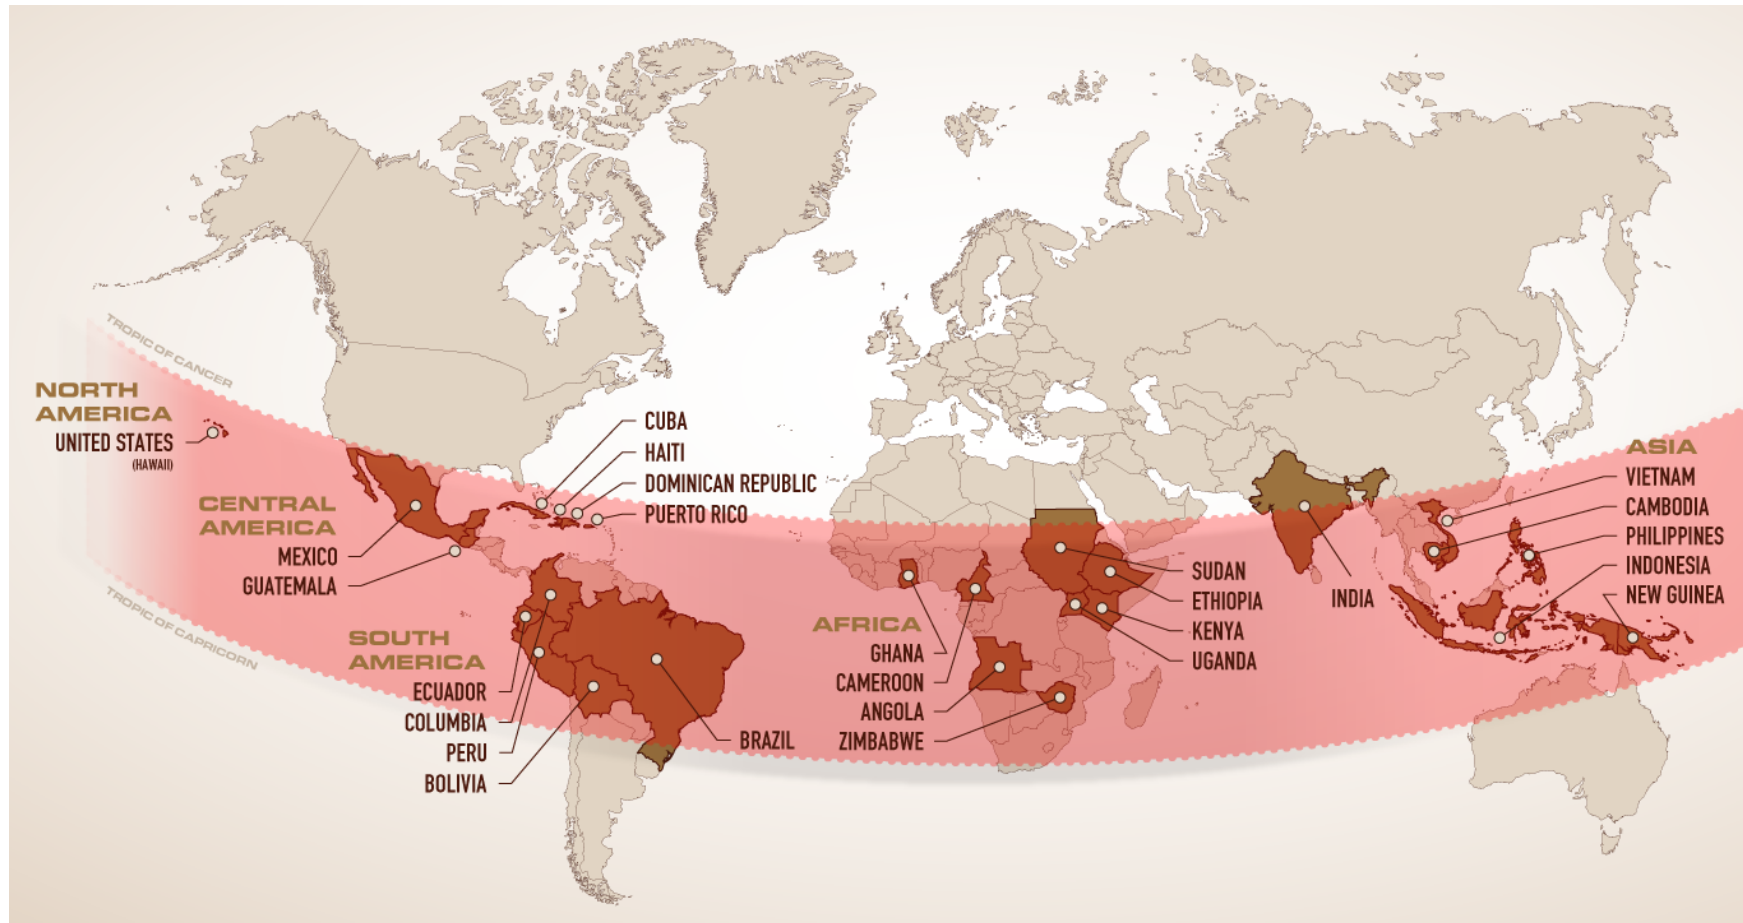 TROPIC OF CANCER
NORTH
AMERICA
UNITED STATES
(HAWAII)
CENTRAL
AMERICA
MEXICO
GUATEMALA
TROPIC OF CAPRICORN
CUBA
HAITI
DOMINICAN REPUBLIC
PUERTO RICO
SOUTH
AMERICA
ECUADOR
COLUMBIA
PERU
BOLIVIA
BRAZIL
AFRICA
GHANA
CAMEROON
ANGOLA
ZIMBABWE
SUDAN
ETHIOPIA
KENYA
UGANDA
INDIA
ASIA
VIETNAM
CAMBODIA
PHILIPPINES
INDONESIA
NEW GUINEA